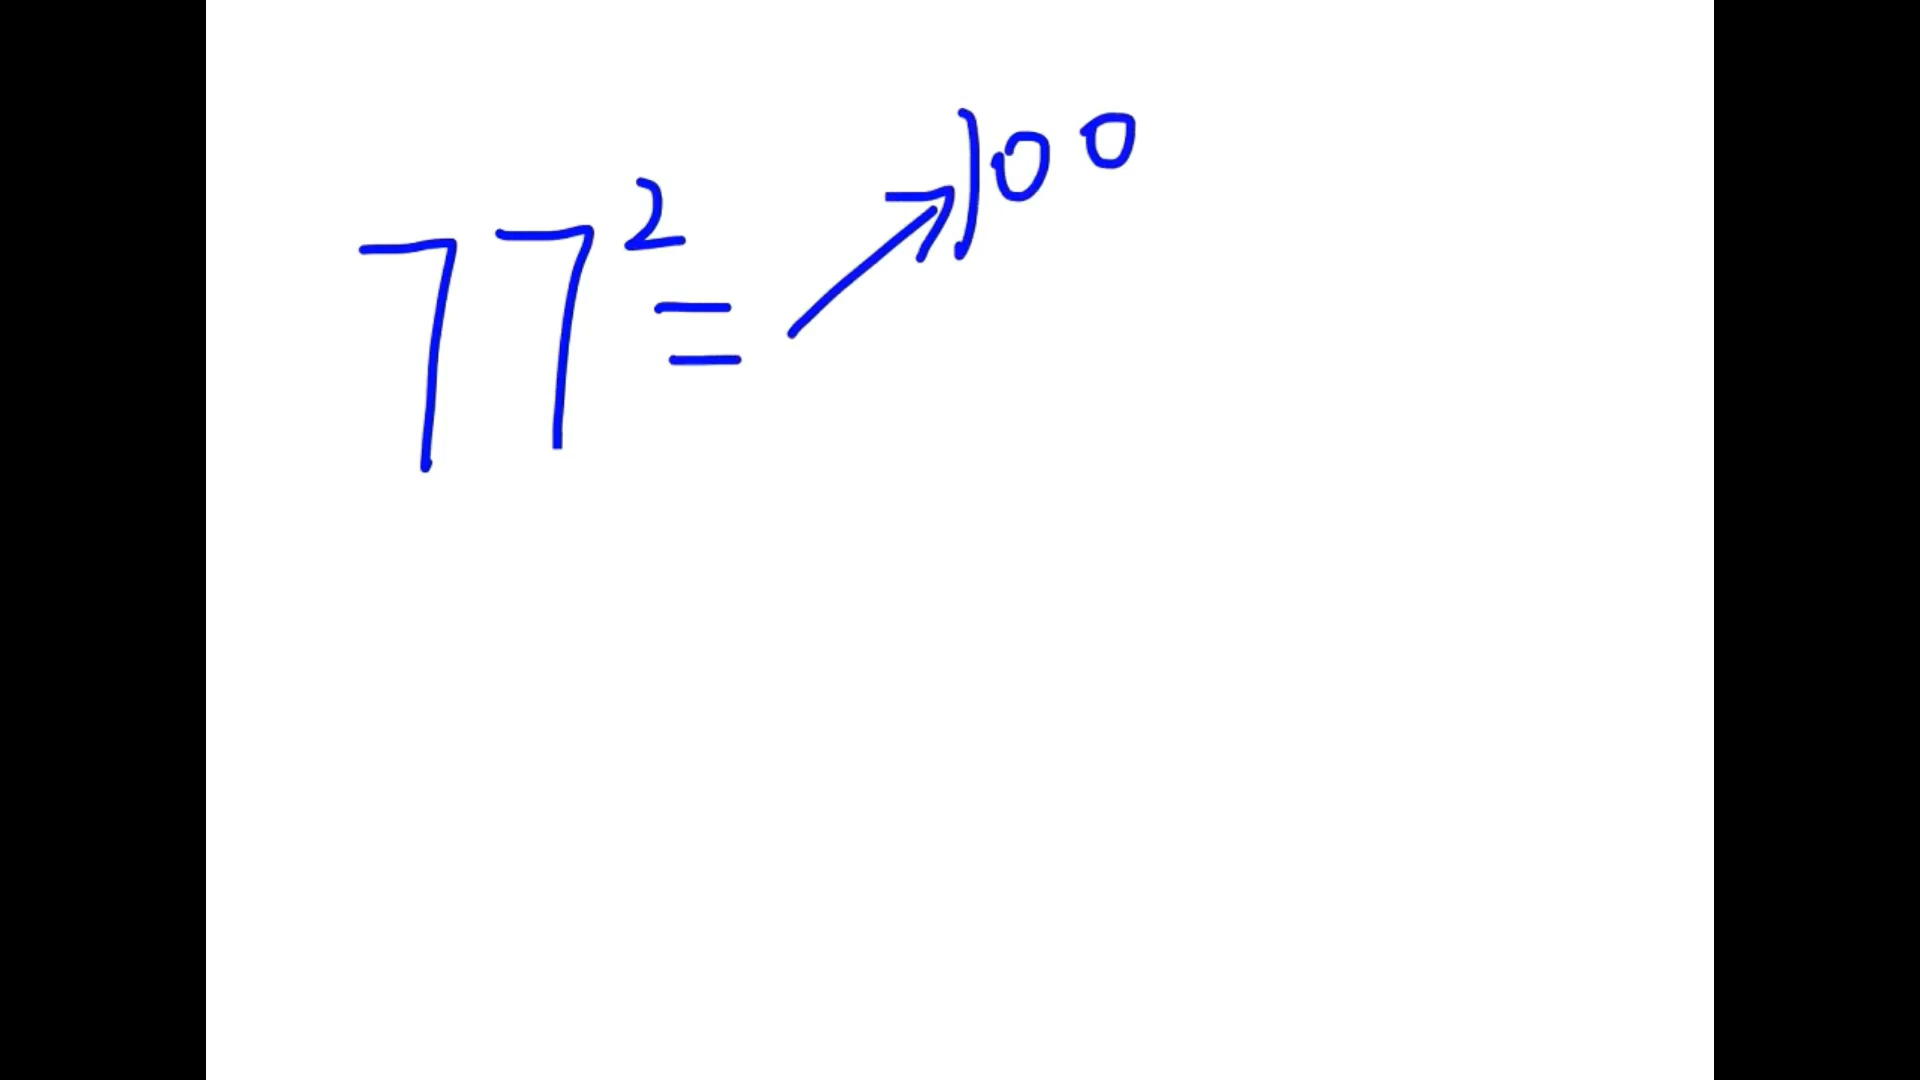 77² = ↗ 100